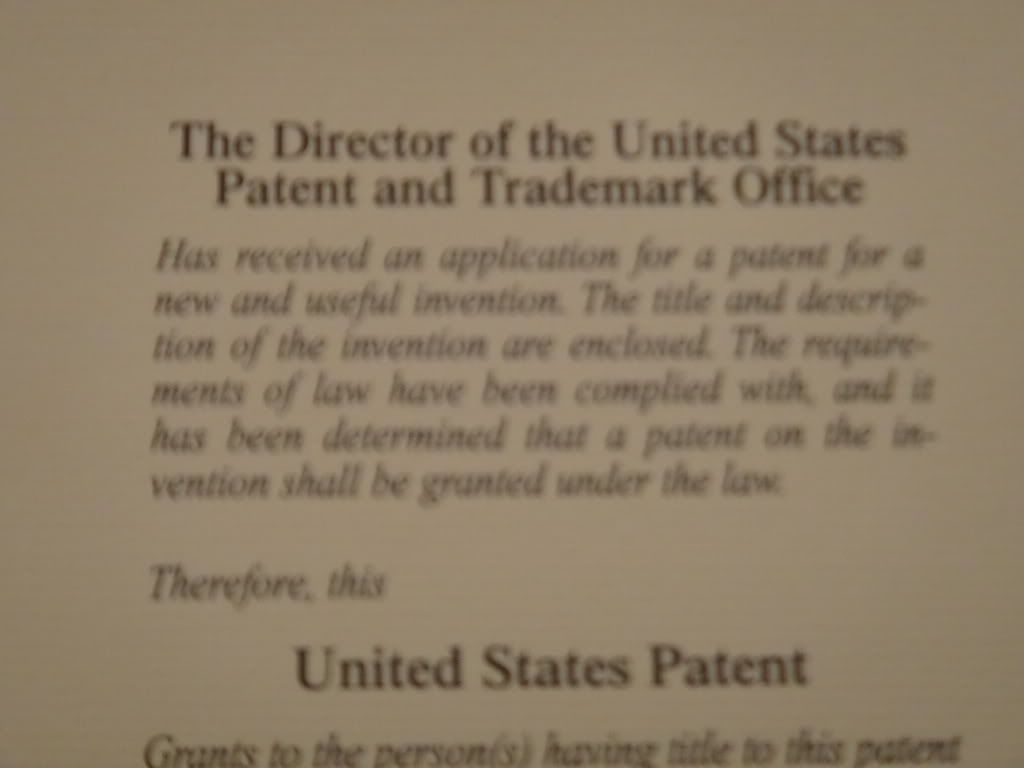 The Director of the United States
Patent and Trademark Office
Has received an application for a patent for a
new and useful invention. The title and descrip-
tion of the invention are enclosed. The require-
ments of law have been complied with, and it
has been determined that a patent on the in-
vention shall be granted under the law.
Therefore, this
United States Patent
Grants to the person(s) having title to this patent